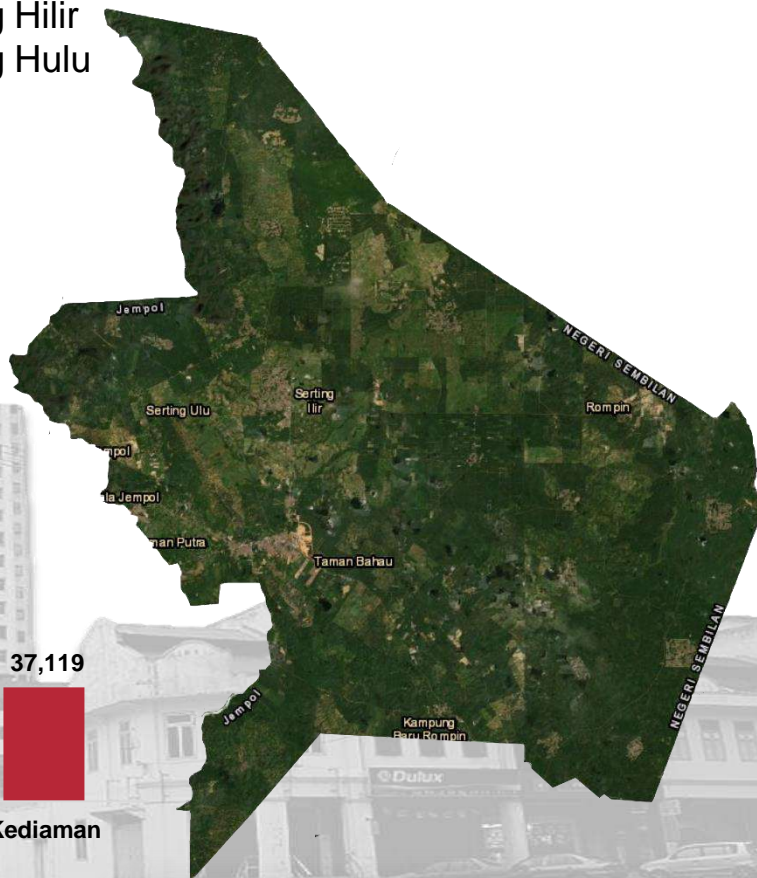 g Hilir
g Hulu
Jempol
NEGERI SEMBILAN
Serting
Ilir
Serting Ulu
Rompin
mpol
la Jempol
man Putra
Taman Bahau
NEGERI SEMBILAN
37,119
Jempol
Kampung
Baru Rompin
Dulux
Kediaman